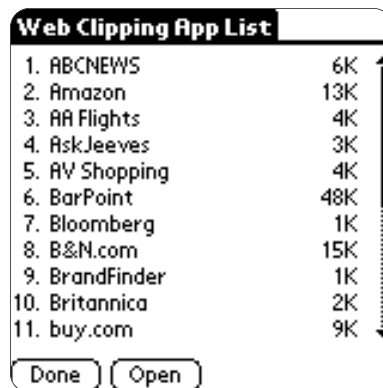 Web Clipping App List
1. ABCNEWS 6K
2. Amazon 13K
3. AA Flights 4K
4. AskJeeves 3K
5. AV Shopping 4K
6. BarPoint 48K
7. Bloomberg 1K
8. B&N.com 15K
9. BrandFinder 1K
10. Britannica 2K
11. buy.com 9K
Done Open